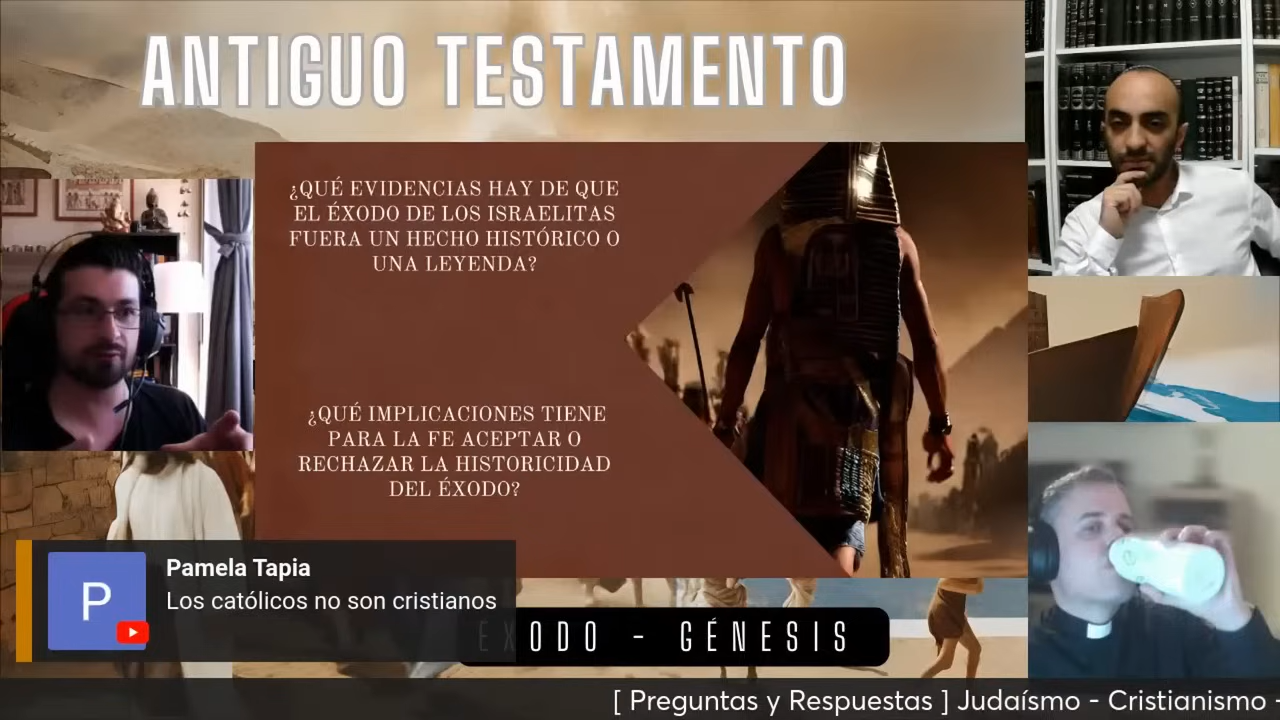 ANTIGUO TESTAMENTO
¿QUÉ EVIDENCIAS HAY DE QUE
EL ÉXODO DE LOS ISRAELITAS
FUERA UN HECHO HISTÓRICO O
UNA LEYENDA?
¿QUÉ IMPLICACIONES TIENE
PARA LA FE ACEPTAR O
RECHAZAR LA HISTORICIDAD
DEL ÉXODO?
P
Pamela Tapia
Los católicos no son cristianos
ÉXODO - GÉNESIS
[ Preguntas y Respuestas ] Judaísmo - Cristianismo -